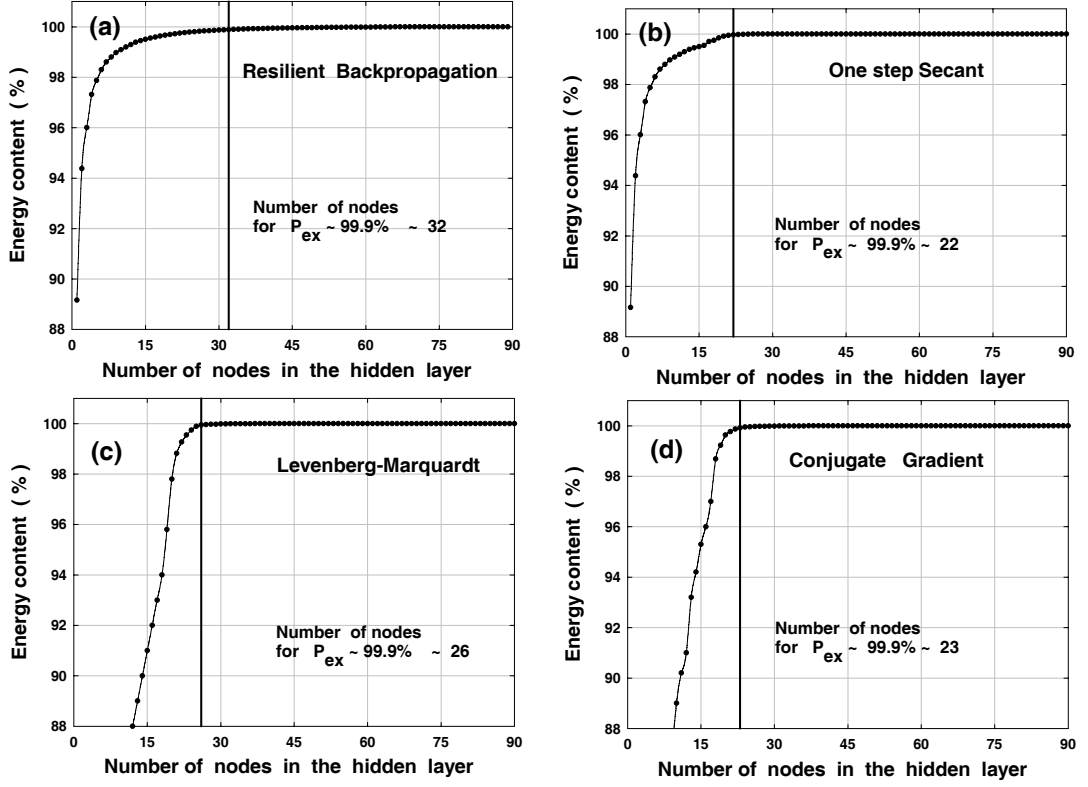 (a)
Resilient Backpropagation
Number of nodes
for P_ex ~ 99.9% ~ 32
Energy content ( % )
100
98
96
94
92
90
88
0 15 30 45 60 75 90
Number of nodes in the hidden layer
(b)
One step Secant
Number of nodes
for P_ex ~ 99.9% ~ 22
Energy content ( % )
100
98
96
94
92
90
88
0 15 30 45 60 75 90
Number of nodes in the hidden layer
(c)
Levenberg-Marquardt
Number of nodes
for P_ex ~ 99.9% ~ 26
Energy content ( % )
100
98
96
94
92
90
88
0 15 30 45 60 75 90
Number of nodes in the hidden layer
(d)
Conjugate Gradient
Number of nodes
for P_ex ~ 99.9% ~ 23
Energy content ( % )
100
98
96
94
92
90
88
0 15 30 45 60 75 90
Number of nodes in the hidden layer